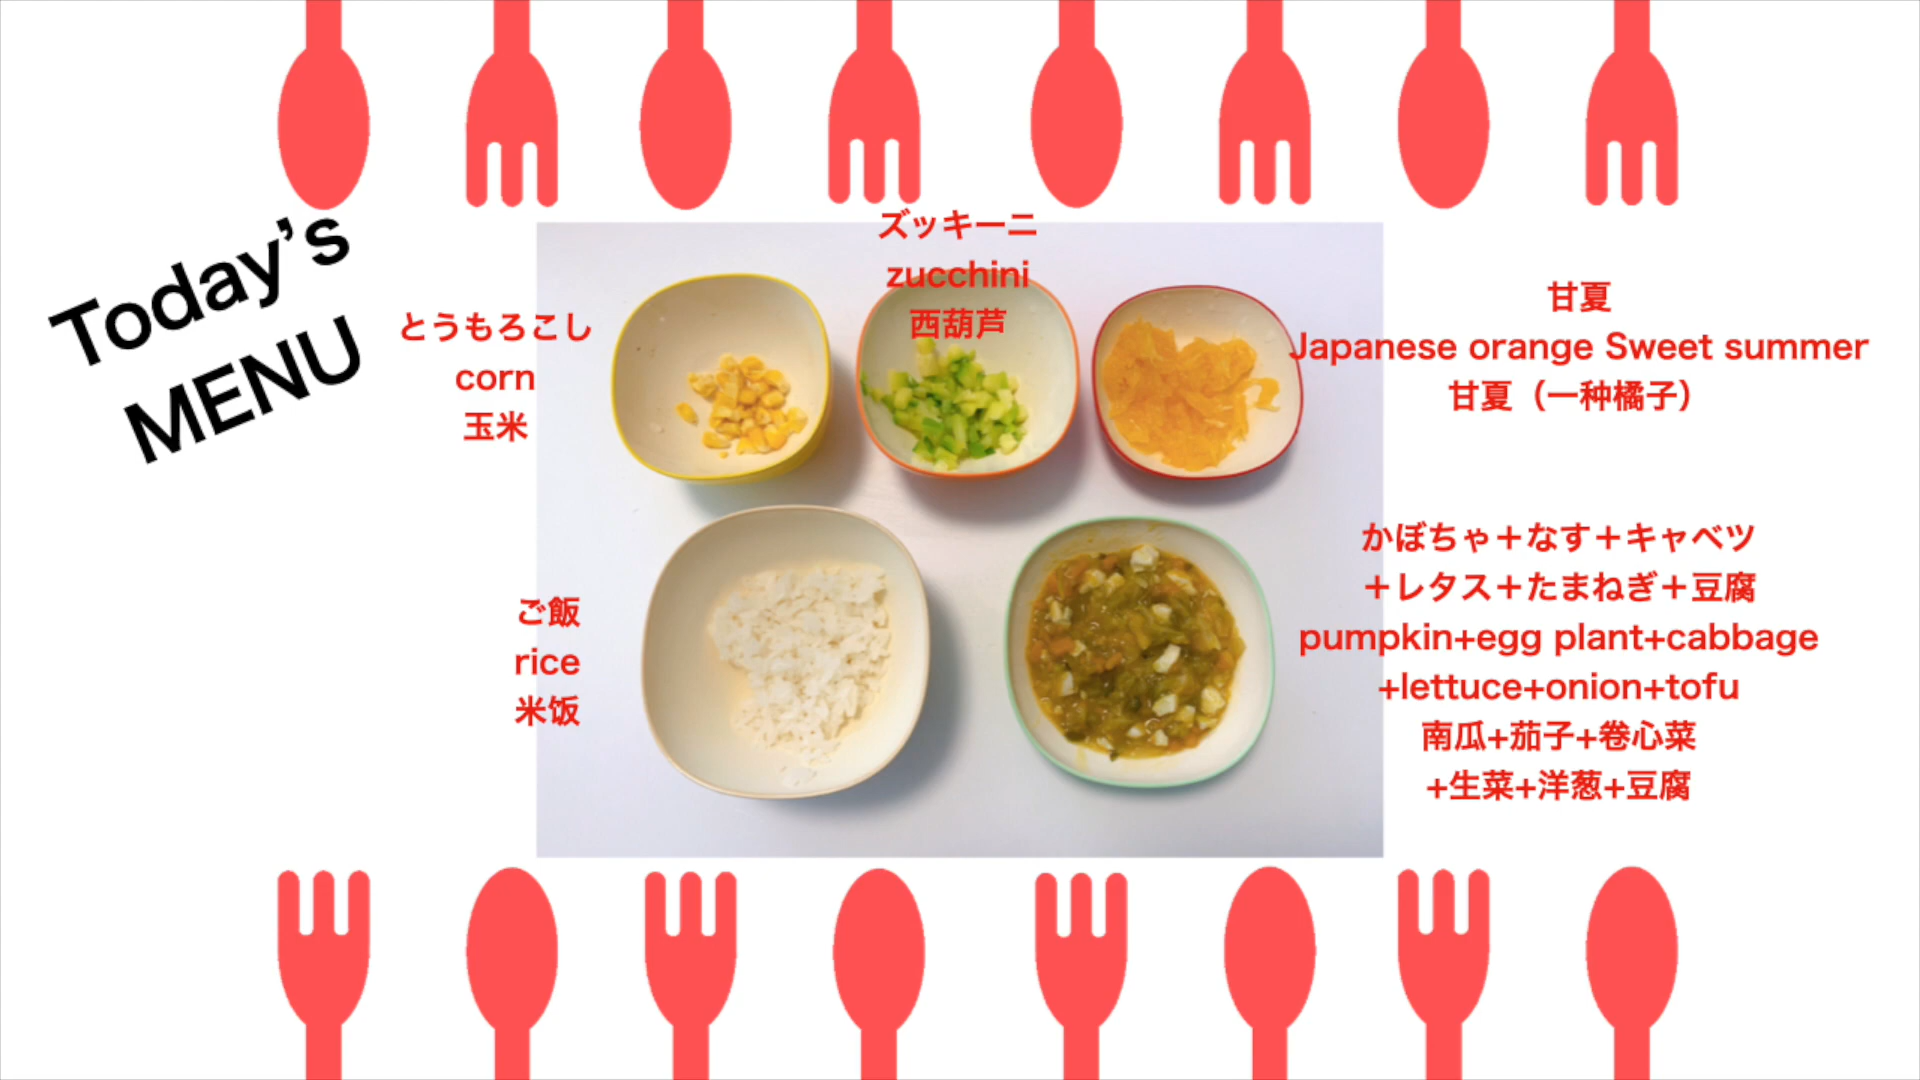 Today's
MENU
とうもろこし
corn
玉米
ズッキーニ
zucchini
西葫芦
甘夏
Japanese orange Sweet summer
甘夏（一种橘子）
ご飯
rice
米饭
かぼちゃ＋なす＋キャベツ
＋レタス＋たまねぎ＋豆腐
pumpkin+egg plant+cabbage
+lettuce+onion+tofu
南瓜+茄子+卷心菜
+生菜+洋葱+豆腐